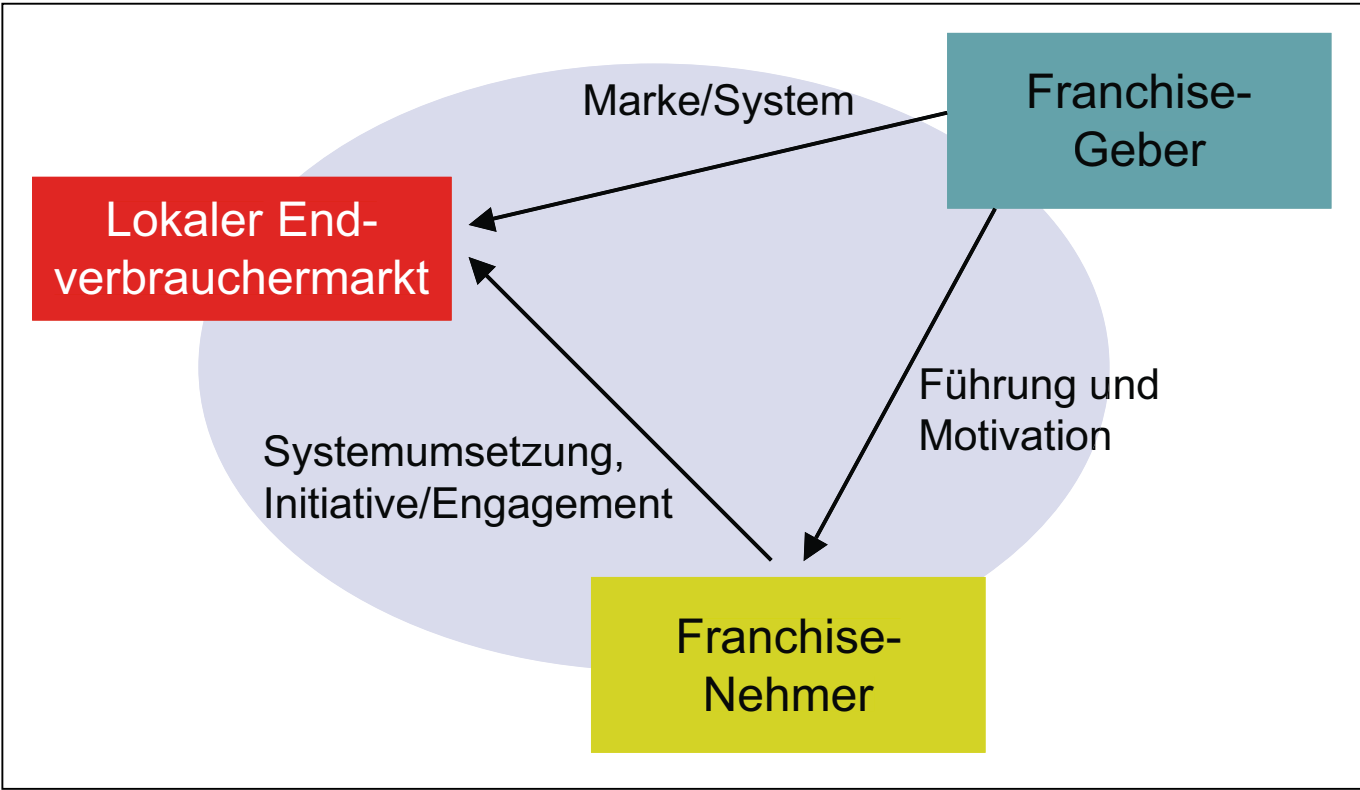 Marke/System
Franchise-
Geber
Lokaler End-
verbrauchermarkt
Führung und
Motivation
Systemumsetzung,
Initiative/Engagement
Franchise-
Nehmer